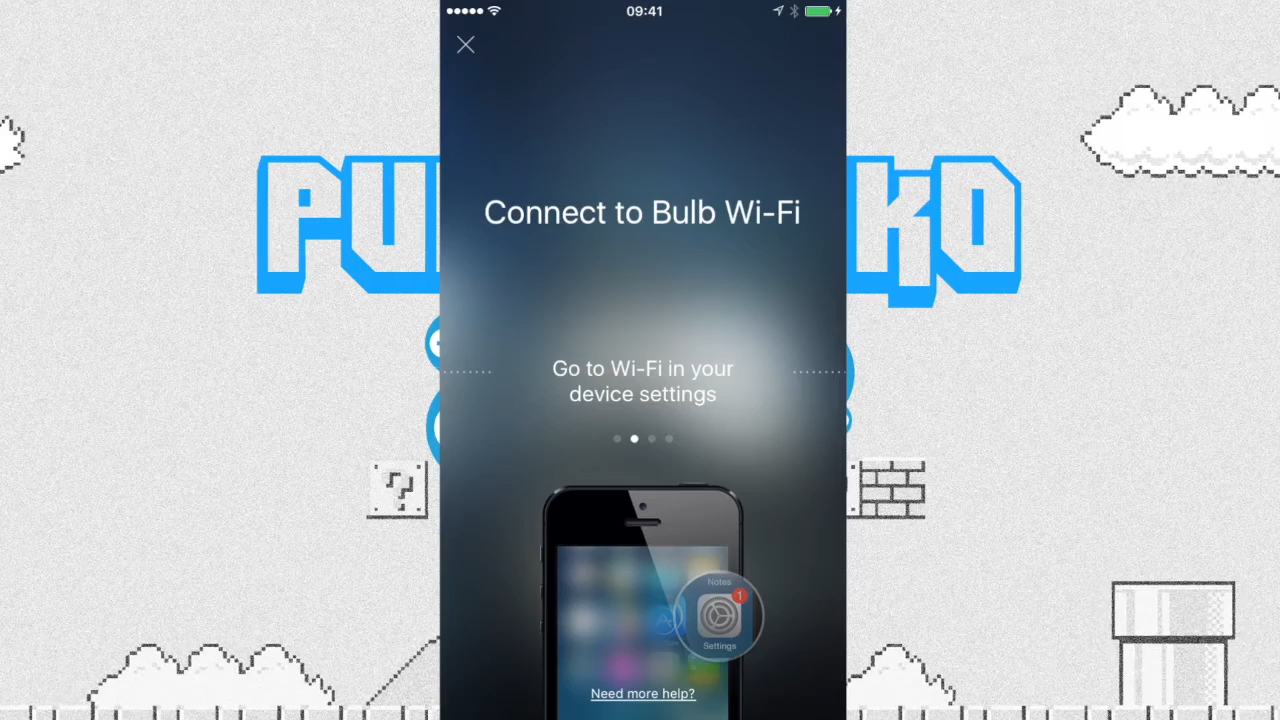 09:41
Connect to Bulb Wi-Fi
PU
KO
Go to Wi-Fi in your
device settings
?
Notes
1
Settings
Need more help?